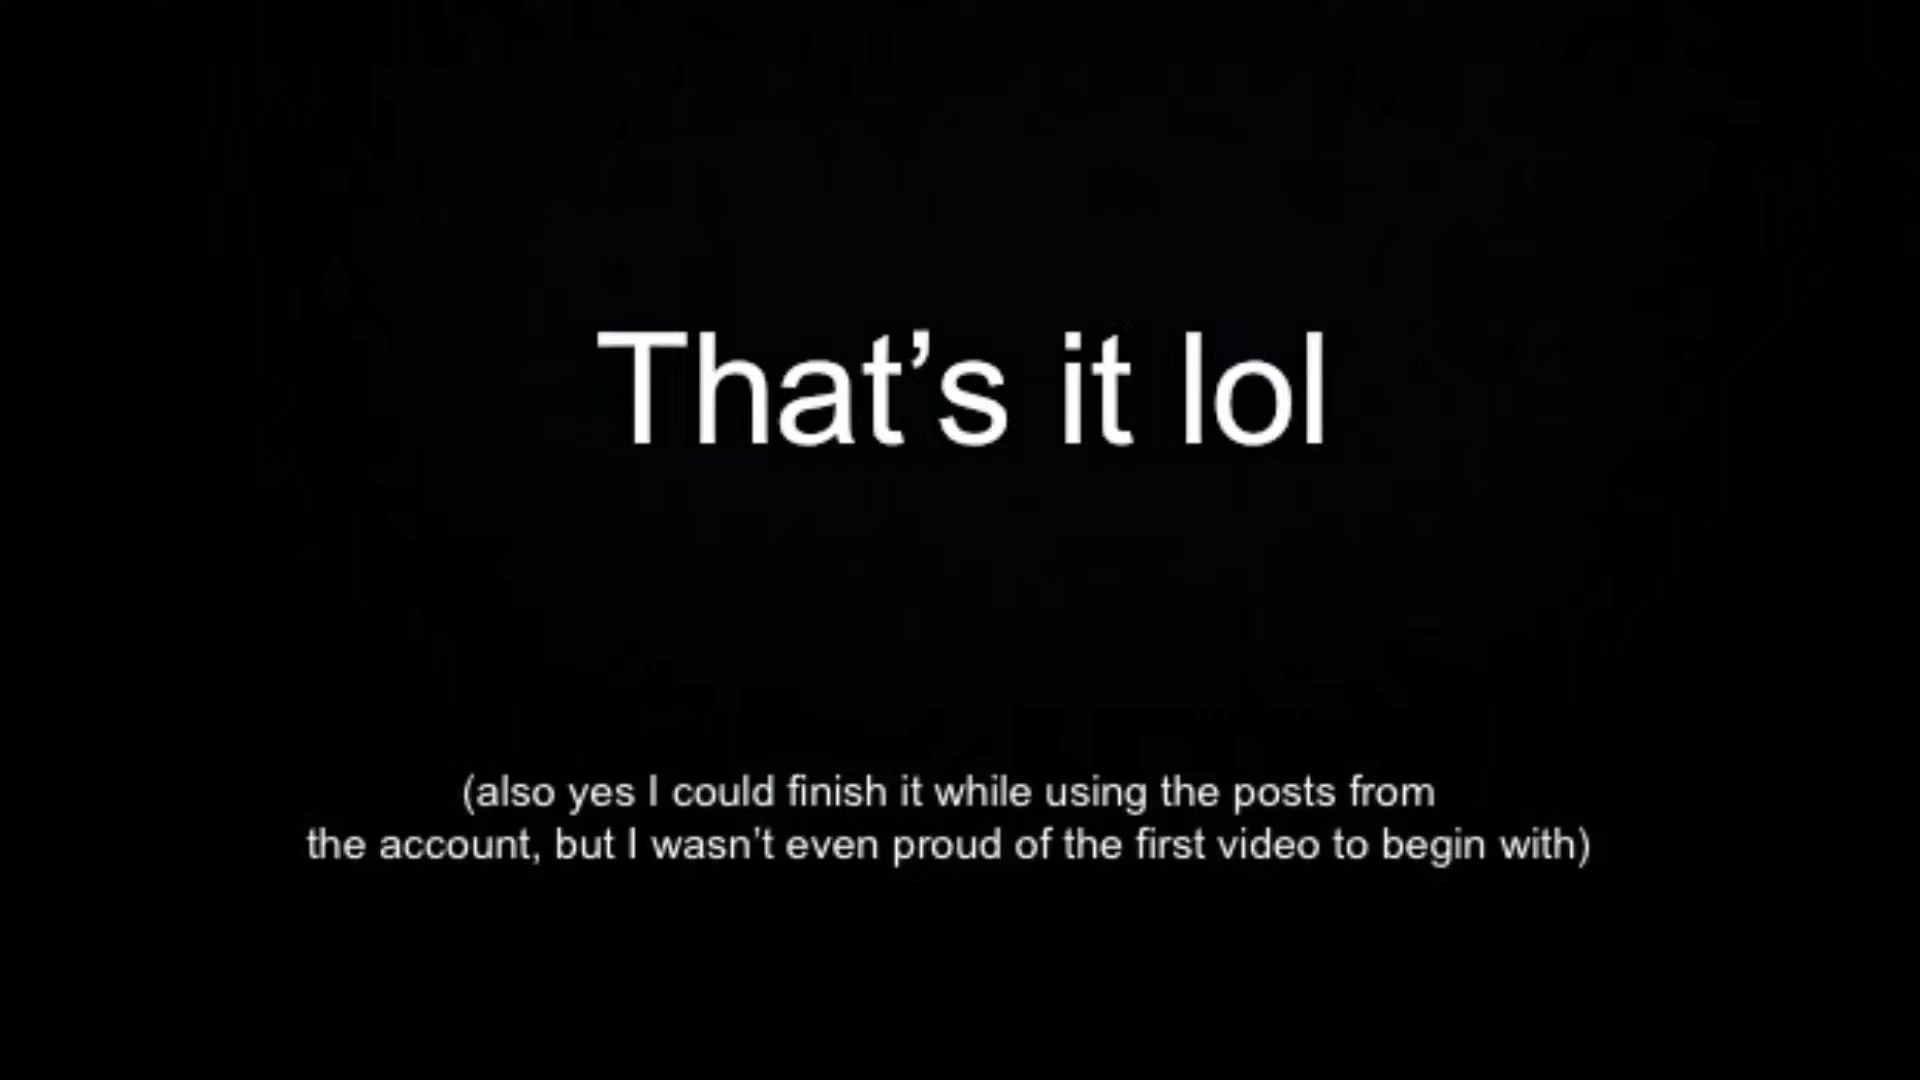 That’s it lol
(also yes I could finish it while using the posts from
the account, but I wasn’t even proud of the first video to begin with)